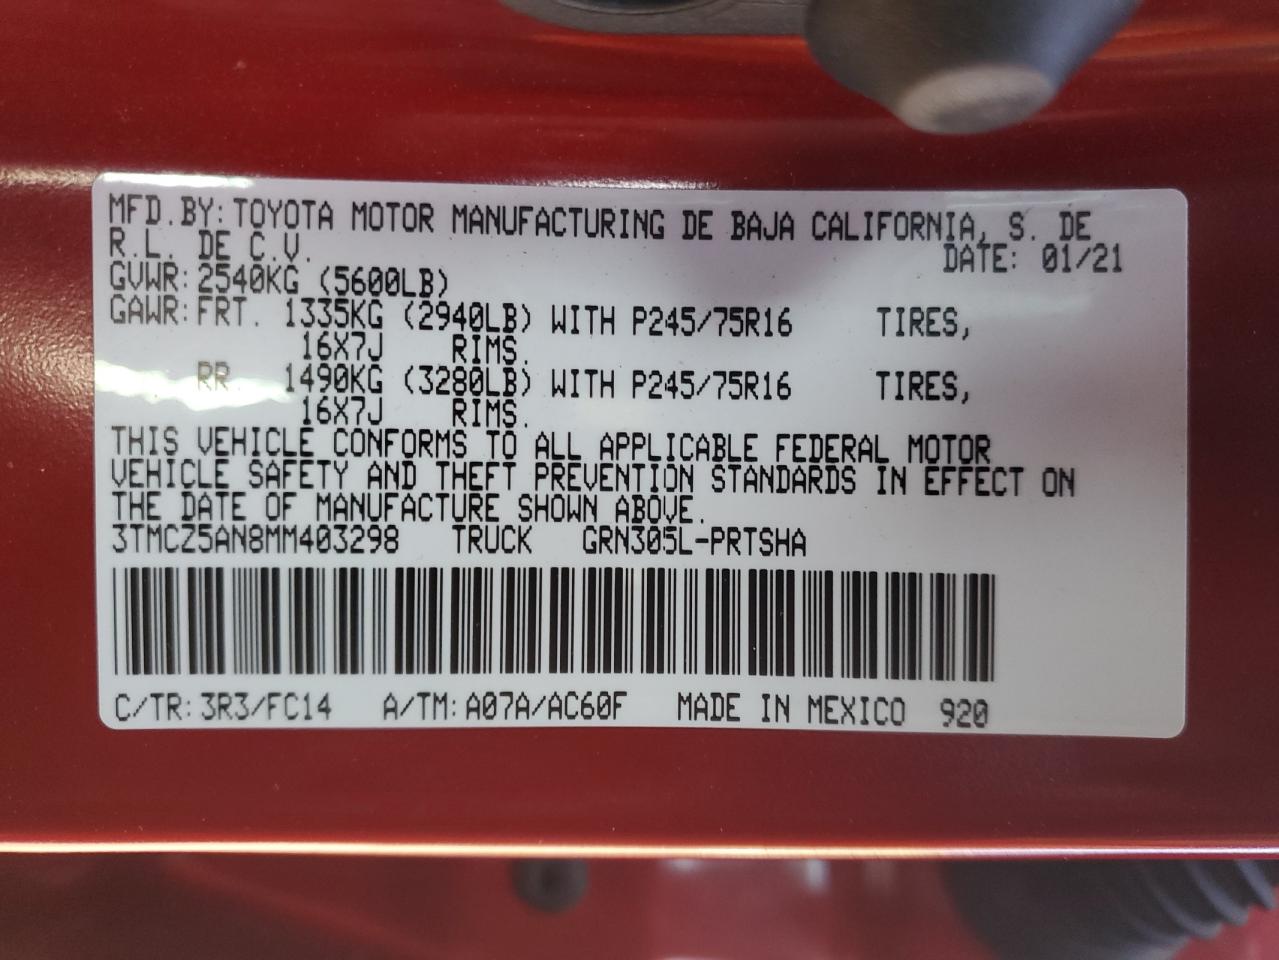 MFD.BY:TOYOTA MOTOR MANUFACTURING DE BAJA CALIFORNIA, S. DE
R.L. DE C.V. DATE: 01/21
GVWR:2540KG (5600LB)
GAWR:FRT. 1335KG (2940LB) WITH P245/75R16 TIRES,
16X7J RIMS.
RR. 1490KG (3280LB) WITH P245/75R16 TIRES,
16X7J RIMS.
THIS VEHICLE CONFORMS TO ALL APPLICABLE FEDERAL MOTOR
VEHICLE SAFETY AND THEFT PREVENTION STANDARDS IN EFFECT ON
THE DATE OF MANUFACTURE SHOWN ABOVE.
3TMCZ5AN8MM403298 TRUCK GRN305L-PRTSHA
C/TR:3R3/FC14 A/TM:A07A/AC60F MADE IN MEXICO 920